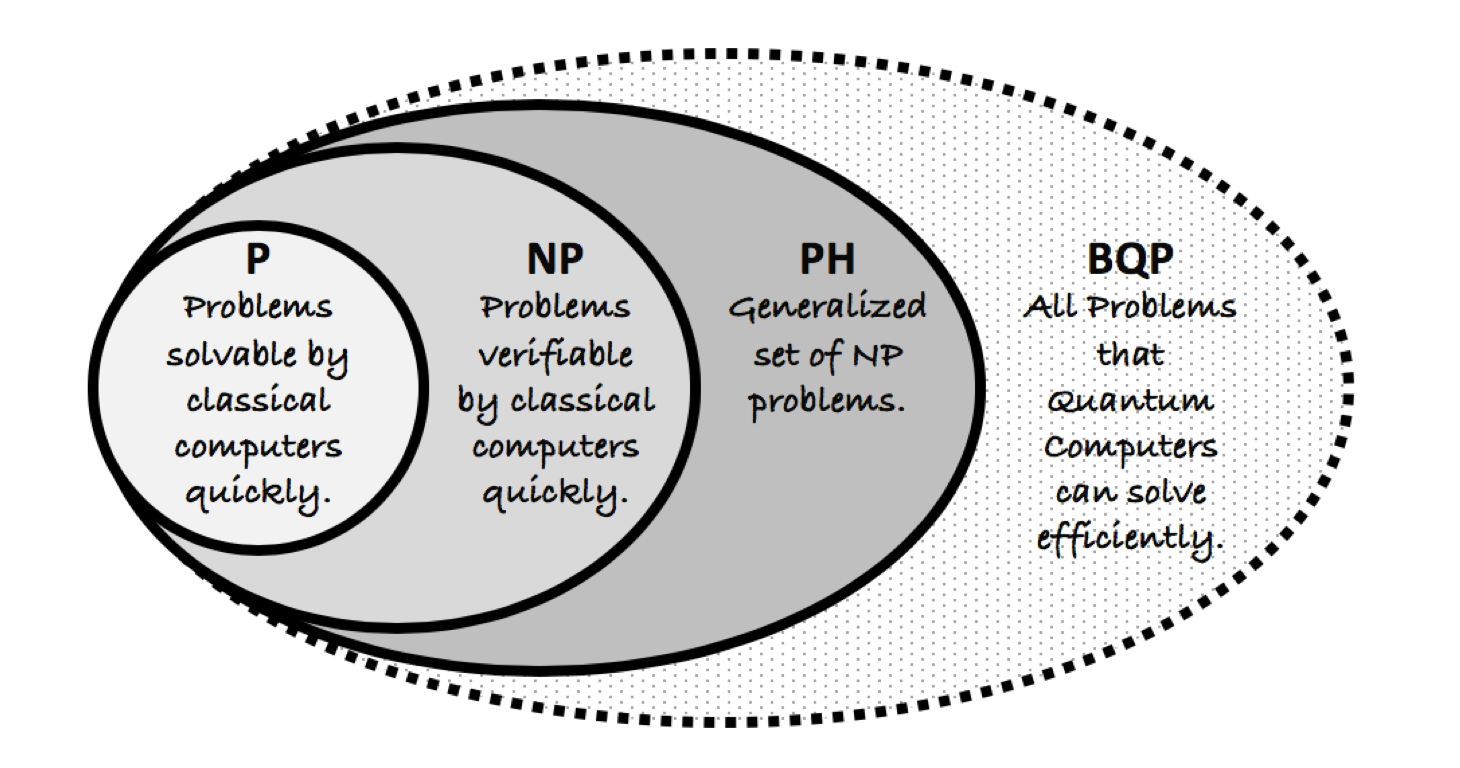 P
Problems
solvable by
classical
computers
quickly.
NP
Problems
verifiable
by classical
computers
quickly.
PH
Generalized
set of NP
problems.
BQP
All Problems
that
Quantum
Computers
can solve
efficiently.